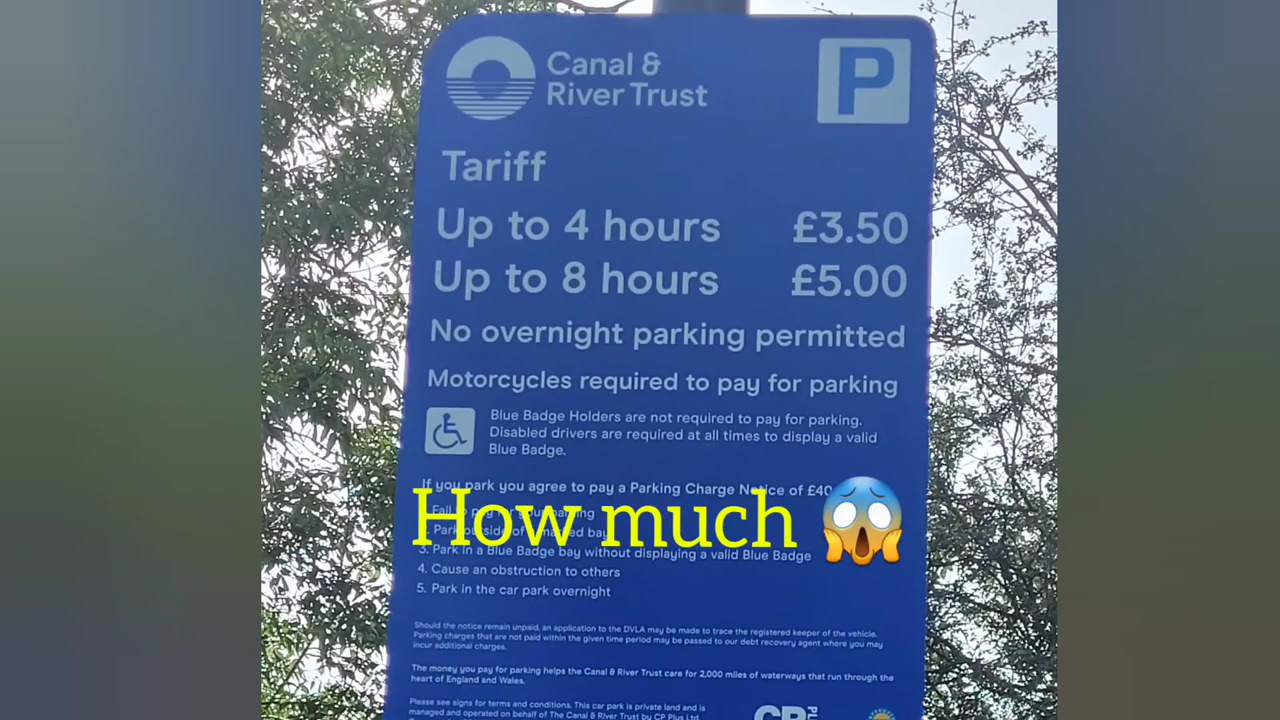 Canal &
River Trust
P
Tariff
Up to 4 hours £3.50
Up to 8 hours £5.00
No overnight parking permitted
Motorcycles required to pay for parking
Blue Badge Holders are not required to pay for parking.
Disabled drivers are required at all times to display a valid
Blue Badge.
If you park you agree to pay a Parking Charge Notice of £40
How much 😱
3. Park in a Blue Badge bay without displaying a valid Blue Badge
4. Cause an obstruction to others
5. Park in the car park overnight
Should the notice remain unpaid, an application to the DVLA may be made to trace the registered keeper of the vehicle.
Parking charges that are not paid within the given time period may be passed to our debt recovery agent where you may
incur additional charges.
The money you pay for parking helps the Canal & River Trust care for 2,000 miles of waterways that run through the
heart of England and Wales.
Please see signs for terms and conditions. This car park is private land and is
managed and operated on behalf of The Canal & River Trust by CP Plus Ltd.